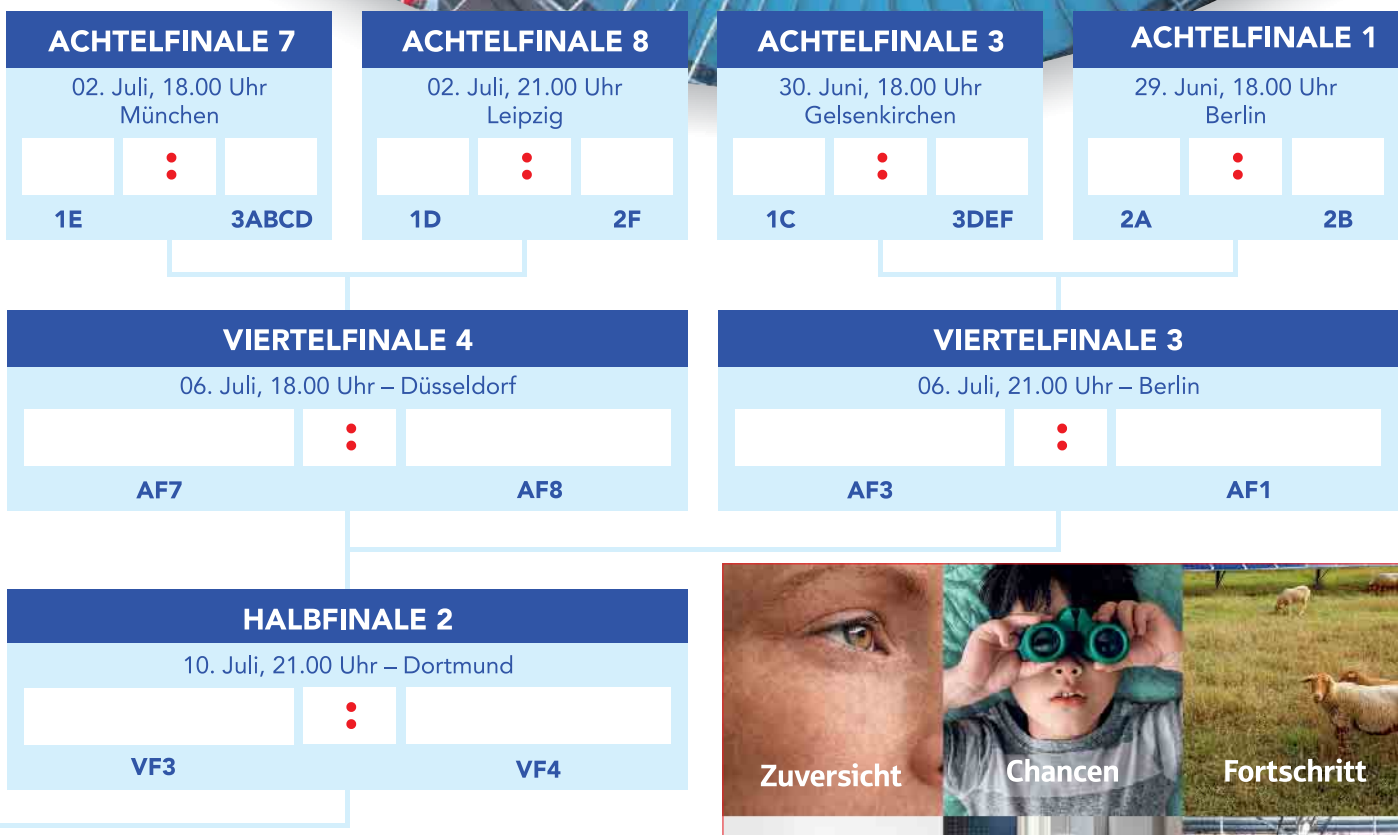 ACHTELFINALE 7
02. Juli, 18.00 Uhr
München
:
1E 3ABCD
ACHTELFINALE 8
02. Juli, 21.00 Uhr
Leipzig
:
1D 2F
ACHTELFINALE 3
30. Juni, 18.00 Uhr
Gelsenkirchen
:
1C 3DEF
ACHTELFINALE 1
29. Juni, 18.00 Uhr
Berlin
:
2A 2B
VIERTELFINALE 4
06. Juli, 18.00 Uhr – Düsseldorf
:
AF7 AF8
VIERTELFINALE 3
06. Juli, 21.00 Uhr – Berlin
:
AF3 AF1
HALBFINALE 2
10. Juli, 21.00 Uhr – Dortmund
:
VF3 VF4
Zuversicht
Chancen
Fortschritt